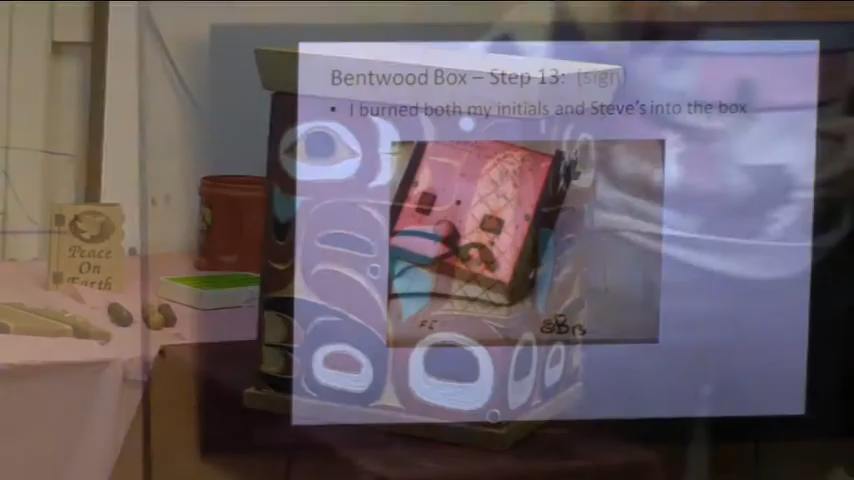 Bentwood Box – Step 13: (sign)
• I burned both my initials and Steve's into the box
Peace
On
Earth